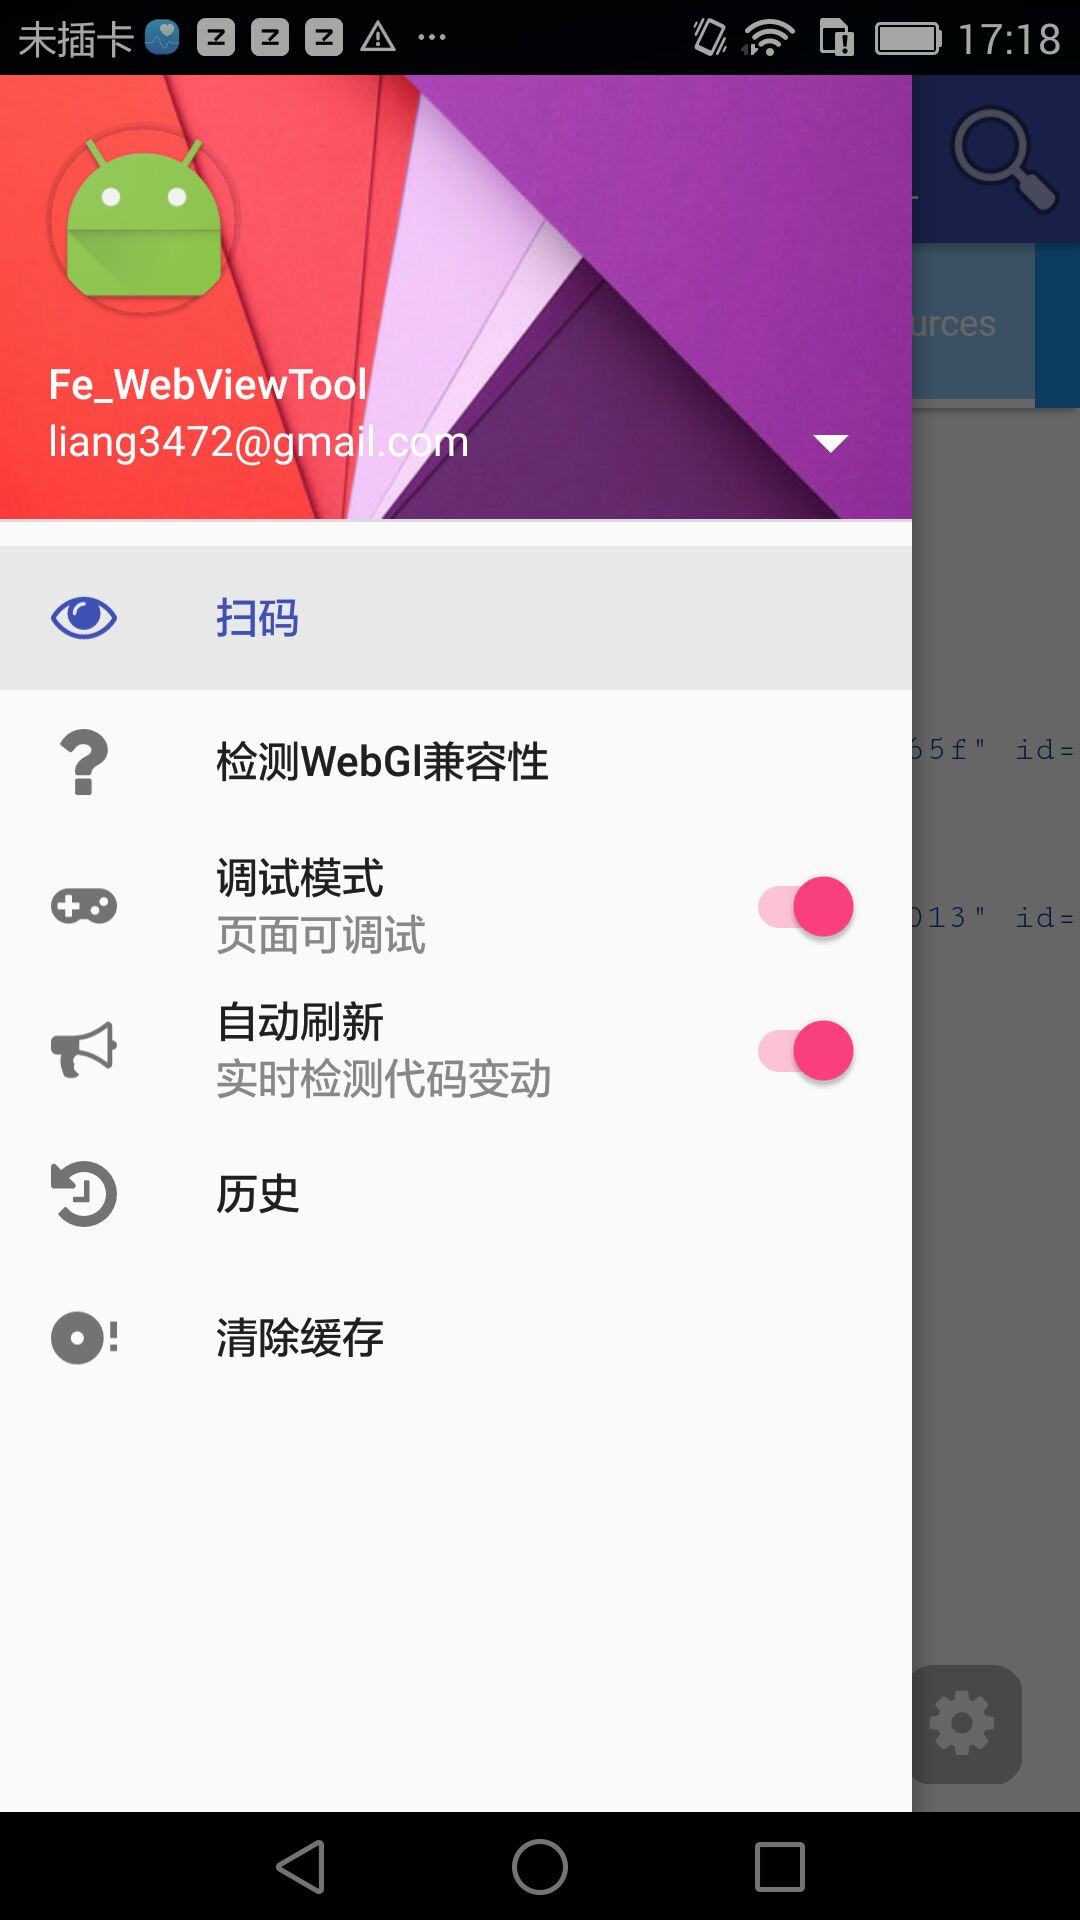 未插卡 17:18
Fe_WebViewTool
liang3472@gmail.com
urces
扫码
检测WebGl兼容性
65f" id=
调试模式
页面可调试
013" id=
自动刷新
实时检测代码变动
历史
清除缓存